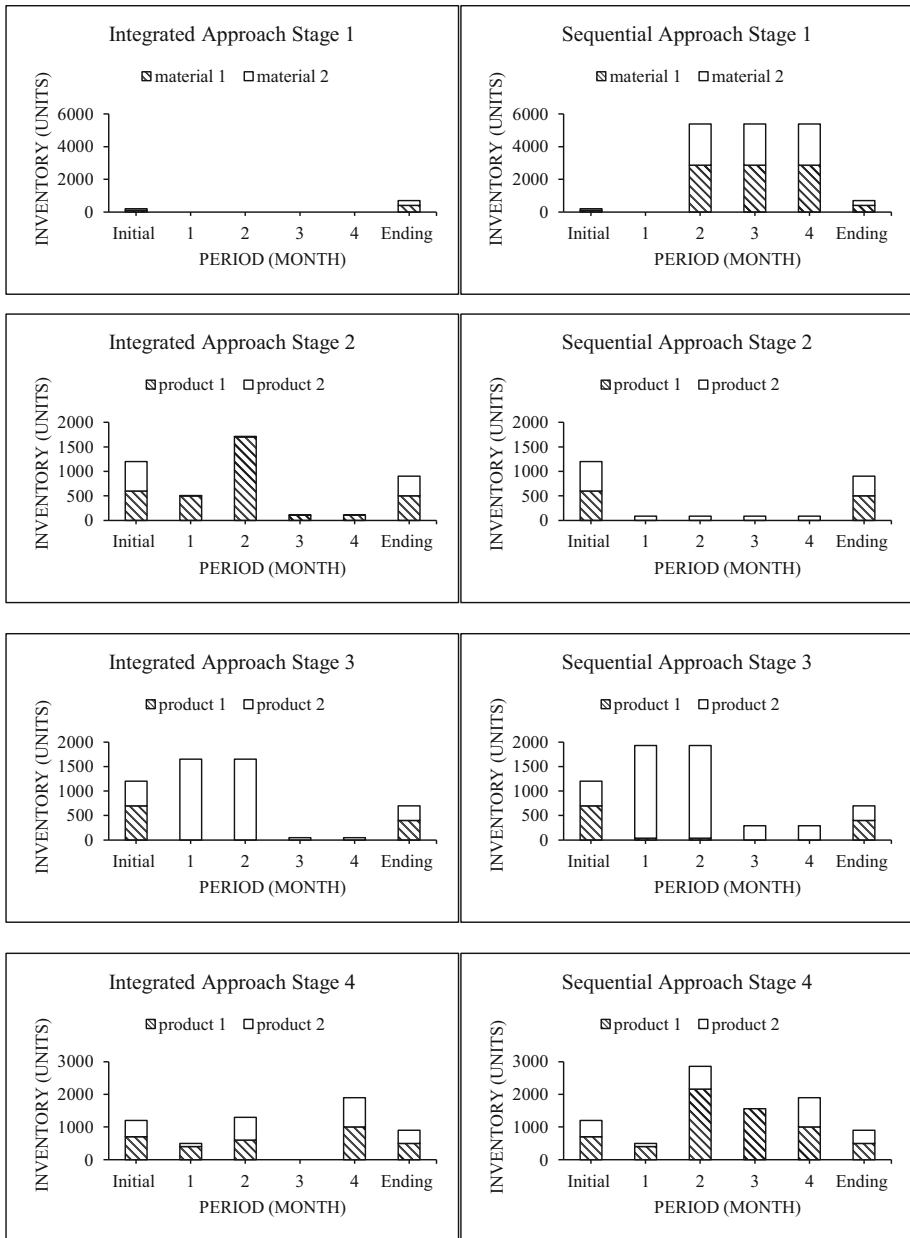 Integrated Approach Stage 1
material 1 material 2
INVENTORY (UNITS)
6000
4000
2000
0
Initial 1 2 3 4 Ending
PERIOD (MONTH)
Sequential Approach Stage 1
material 1 material 2
INVENTORY (UNITS)
6000
4000
2000
0
Initial 1 2 3 4 Ending
PERIOD (MONTH)
Integrated Approach Stage 2
product 1 product 2
INVENTORY (UNITS)
2000
1500
1000
500
0
Initial 1 2 3 4 Ending
PERIOD (MONTH)
Sequential Approach Stage 2
product 1 product 2
INVENTORY (UNITS)
2000
1500
1000
500
0
Initial 1 2 3 4 Ending
PERIOD (MONTH)
Integrated Approach Stage 3
product 1 product 2
INVENTORY (UNITS)
2000
1500
1000
500
0
Initial 1 2 3 4 Ending
PERIOD (MONTH)
Sequential Approach Stage 3
product 1 product 2
INVENTORY (UNITS)
2000
1500
1000
500
0
Initial 1 2 3 4 Ending
PERIOD (MONTH)
Integrated Approach Stage 4
product 1 product 2
INVENTORY (UNITS)
3000
2000
1000
0
Initial 1 2 3 4 Ending
PERIOD (MONTH)
Sequential Approach Stage 4
product 1 product 2
INVENTORY (UNITS)
3000
2000
1000
0
Initial 1 2 3 4 Ending
PERIOD (MONTH)